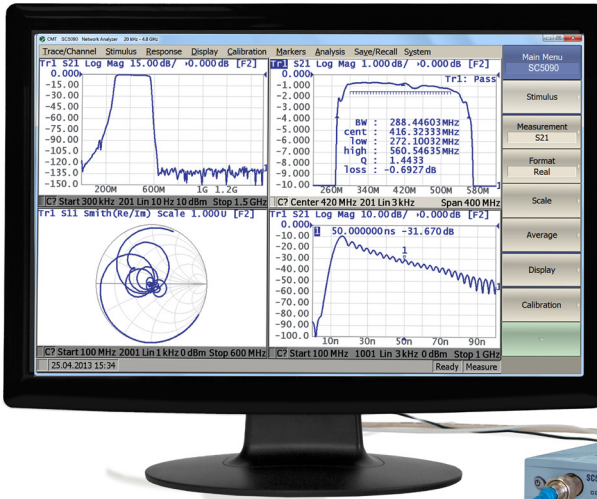 CMT SC5090 Network Analyzer 20 kHz - 4.8 GHz
Trace/Channel Stimulus Response Display Calibration Markers Analysis Save/Recall System
Tr1 S21 Log Mag 15.00dB/ 0.000dB [F2]
0.000
-15.00
-30.00
-45.00
-60.00
-75.00
-90.00
-105.0
-120.0
-135.0
-150.0
200M 600M 1G 1.2G
C? Start 300 kHz 201 Lin 10 Hz 10 dBm Stop 1.5 G
Tr1 S21 Log Mag 1.000dB/ 0.000dB [F2]
Tr1: Pass
0.000
-1.000
-2.000
-3.000
-4.000
-5.000
-6.000
-7.000
-8.000
-9.000
-10.00
BW : 288.44603MHz
cent : 416.32333MHz
low : 272.10032MHz
high : 560.54635MHz
Q : 1.4433
loss : -0.6927dB
260M 340M 420M 500M 580M
C? Center 420 MHz 201 Lin 3 kHz Span 400 MHz
Tr1 S11 Smith(Re/Im) Scale 1.000U [F2]
C? Start 100 MHz 2001 Lin 1 kHz 0 dBm Stop 600 MHz
Tr1 S21 Log Mag 10.00dB/ 0.000dB [F2]
0.000
-10.00
-20.00
-30.00
-40.00
-50.00
-60.00
-70.00
-80.00
-90.00
-100.0
1 50.000000ns -31.670dB
1
10n 30n 50n 70n 90n
C? Start 100 MHz 1001 Lin 3 kHz 0 dBm Stop 1 GHz
25.04.2013 15:34 Ready Measure
Main Menu
SC5090
Stimulus
Measurement
S21
Format
Real
Scale
Average
Display
Calibration